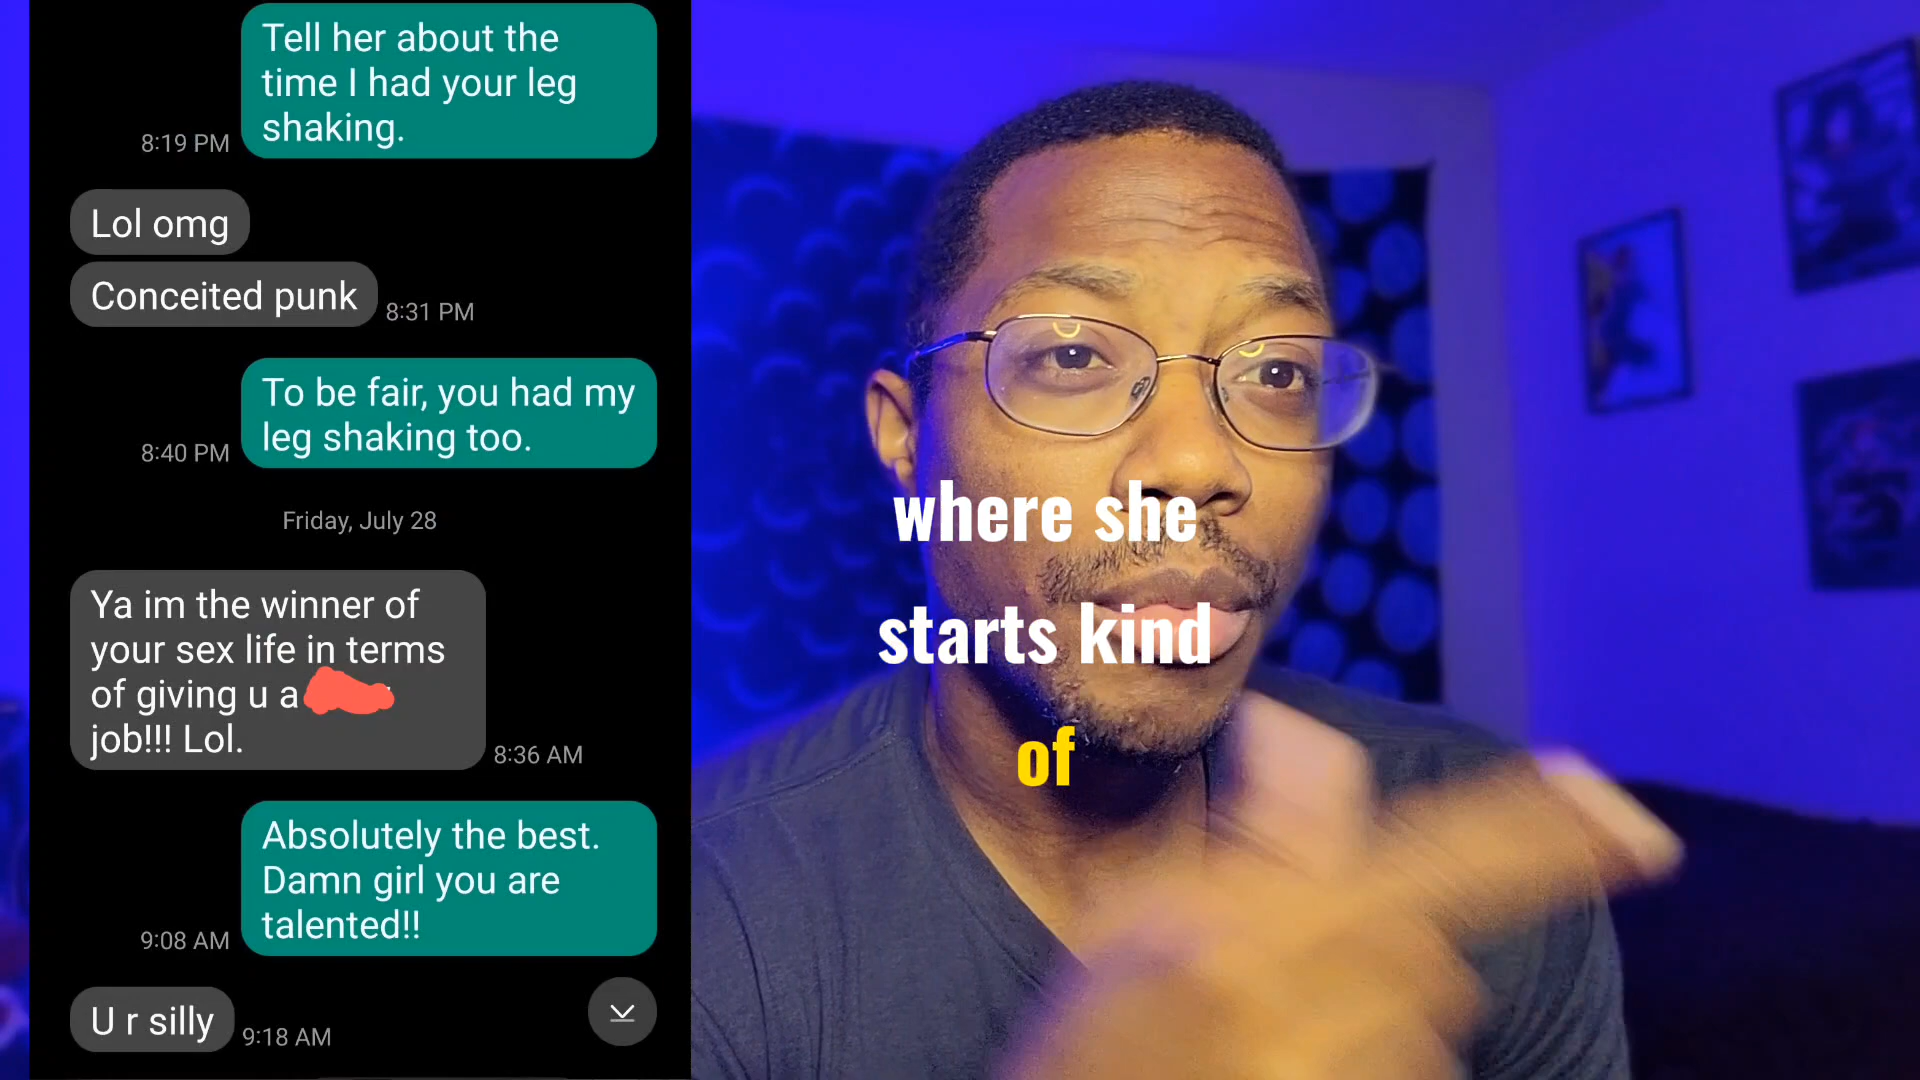 Tell her about the
time I had your leg
shaking.
8:19 PM
Lol omg
Conceited punk
8:31 PM
To be fair, you had my
leg shaking too.
8:40 PM
Friday, July 28
Ya im the winner of
your sex life in terms
of giving u a
job!!! Lol.
8:36 AM
Absolutely the best.
Damn girl you are
talented!!
9:08 AM
U r silly
9:18 AM
where she
starts kind
of